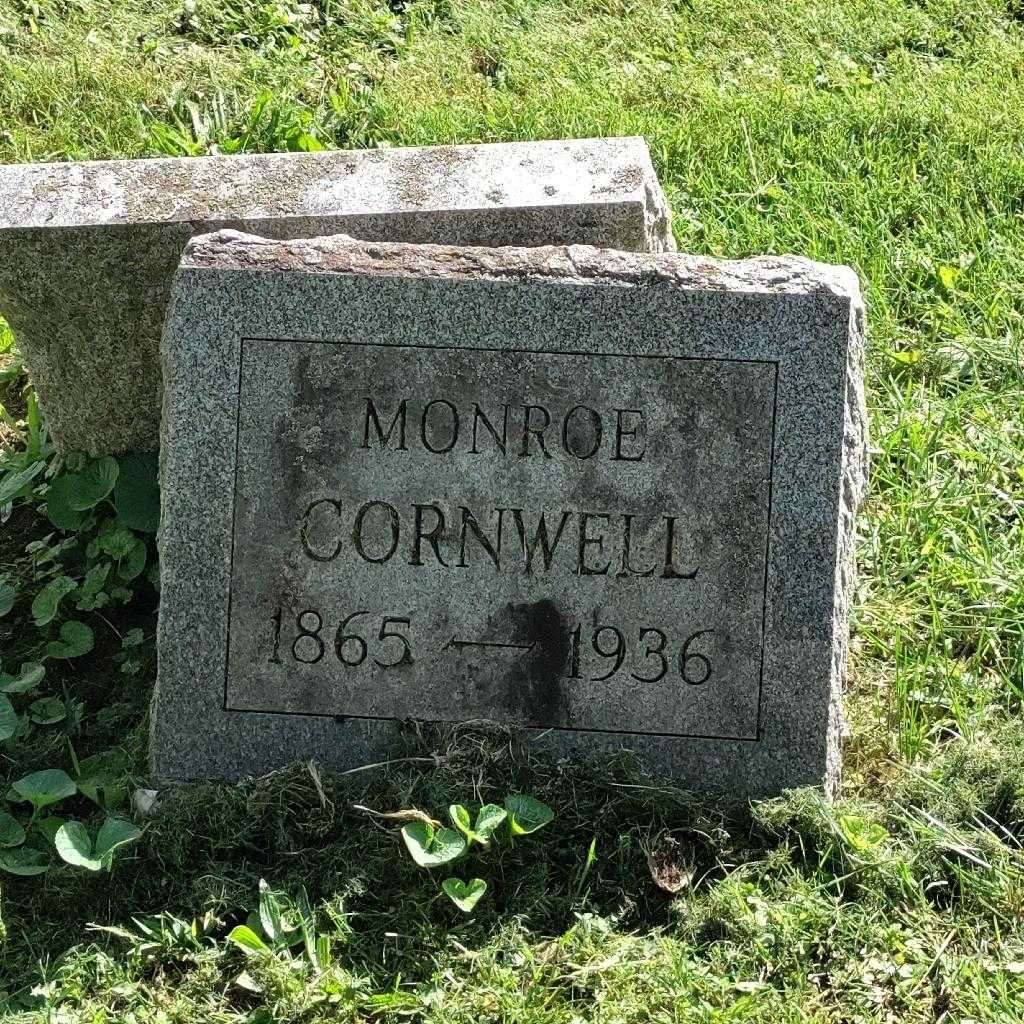 MONROE
CORNWELL
1865 — 1936